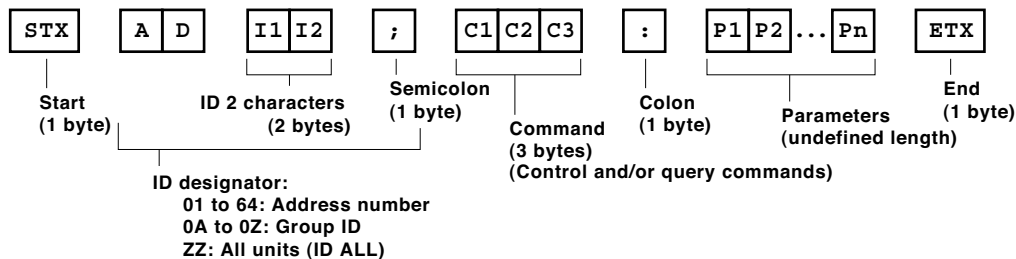 STX A D I1 I2 ; C1 C2 C3 : P1 P2 ... Pn ETX
Start
(1 byte)
ID 2 characters
(2 bytes)
Semicolon
(1 byte)
Command
(3 bytes)
(Control and/or query commands)
Colon
(1 byte)
Parameters
(undefined length)
End
(1 byte)
ID designator:
01 to 64: Address number
0A to 0Z: Group ID
ZZ: All units (ID ALL)